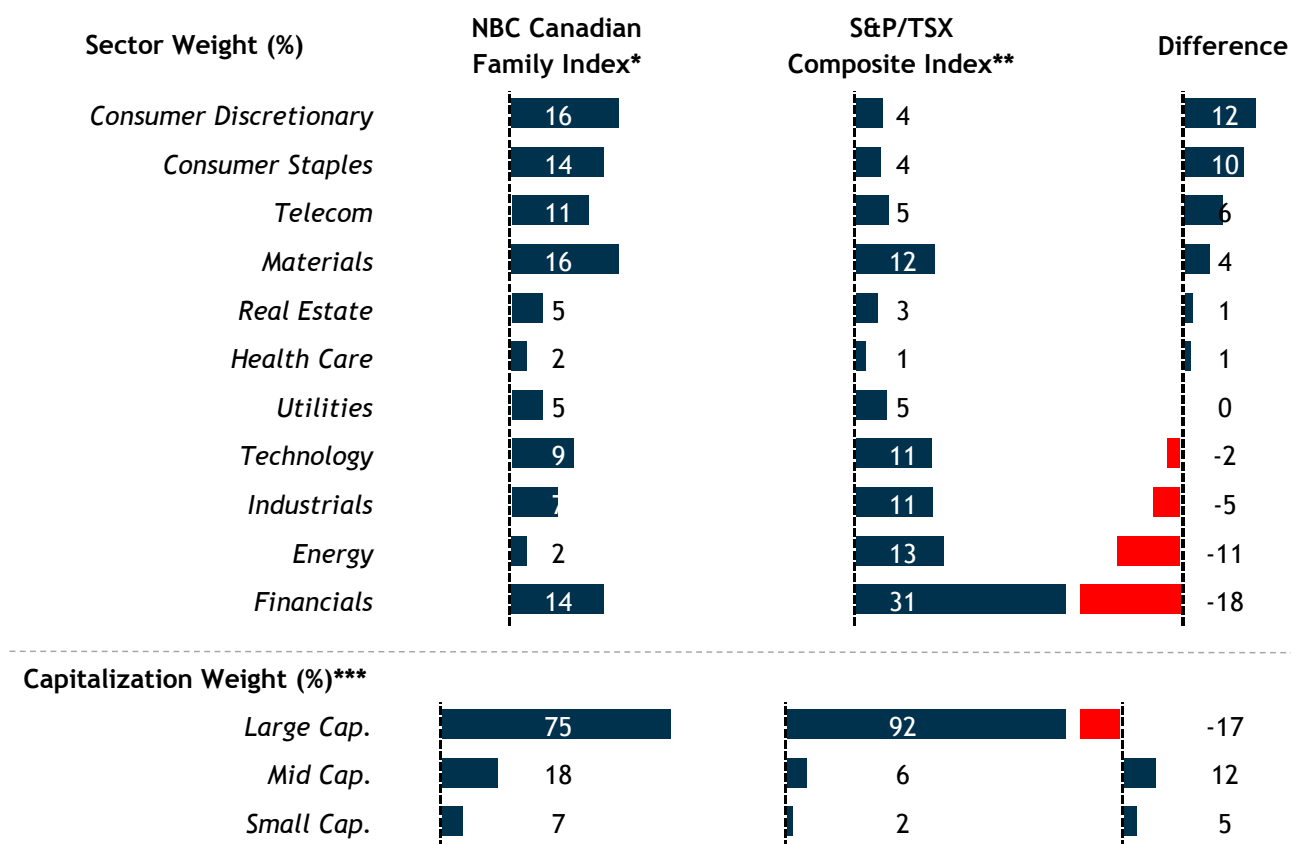 Sector Weight (%) NBC Canadian Family Index* S&P/TSX Composite Index** Difference
Consumer Discretionary 16 4 12
Consumer Staples 14 4 10
Telecom 11 5 6
Materials 16 12 4
Real Estate 5 3 1
Health Care 2 1 1
Utilities 5 5 0
Technology 9 11 -2
Industrials 7 11 -5
Energy 2 13 -11
Financials 14 31 -18
Capitalization Weight (%)***
Large Cap. 75 92 -17
Mid Cap. 18 6 12
Small Cap. 7 2 5